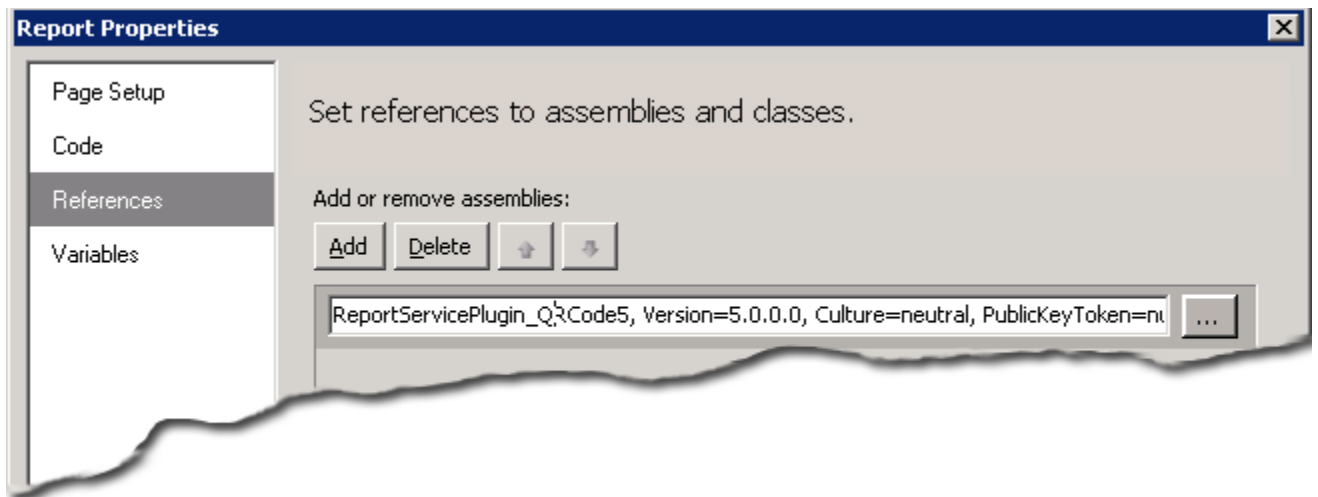 Report Properties
Page Setup
Code
References
Variables
Set references to assemblies and classes.
Add or remove assemblies:
Add Delete
ReportServicePlugin_QRCode5, Version=5.0.0.0, Culture=neutral, PublicKeyToken=nu
...